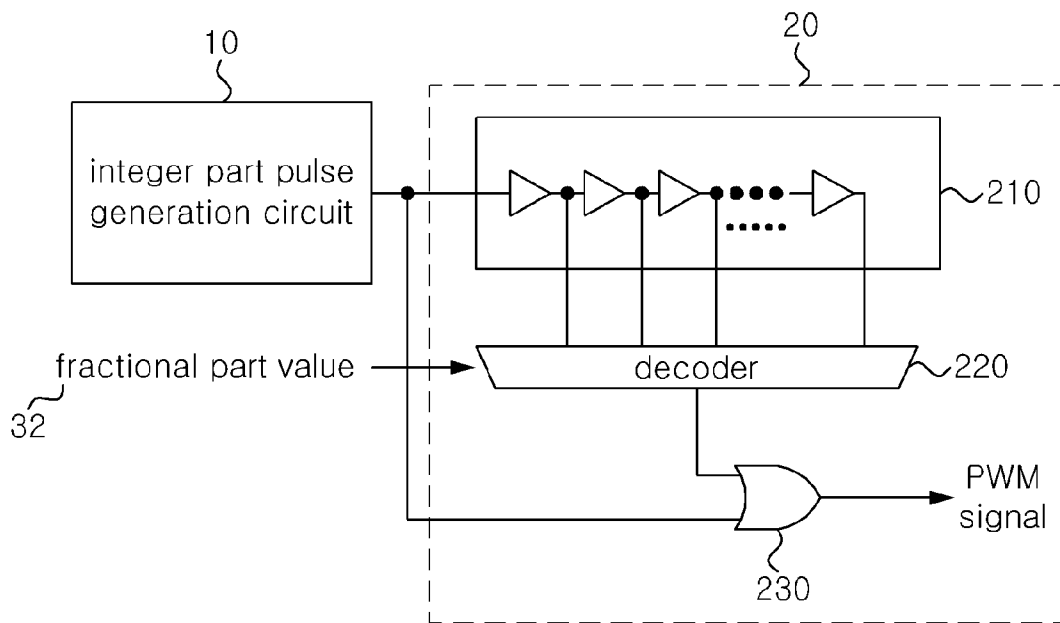 10
20
integer part pulse
generation circuit
210
fractional part value
32
decoder
220
PWM
signal
230